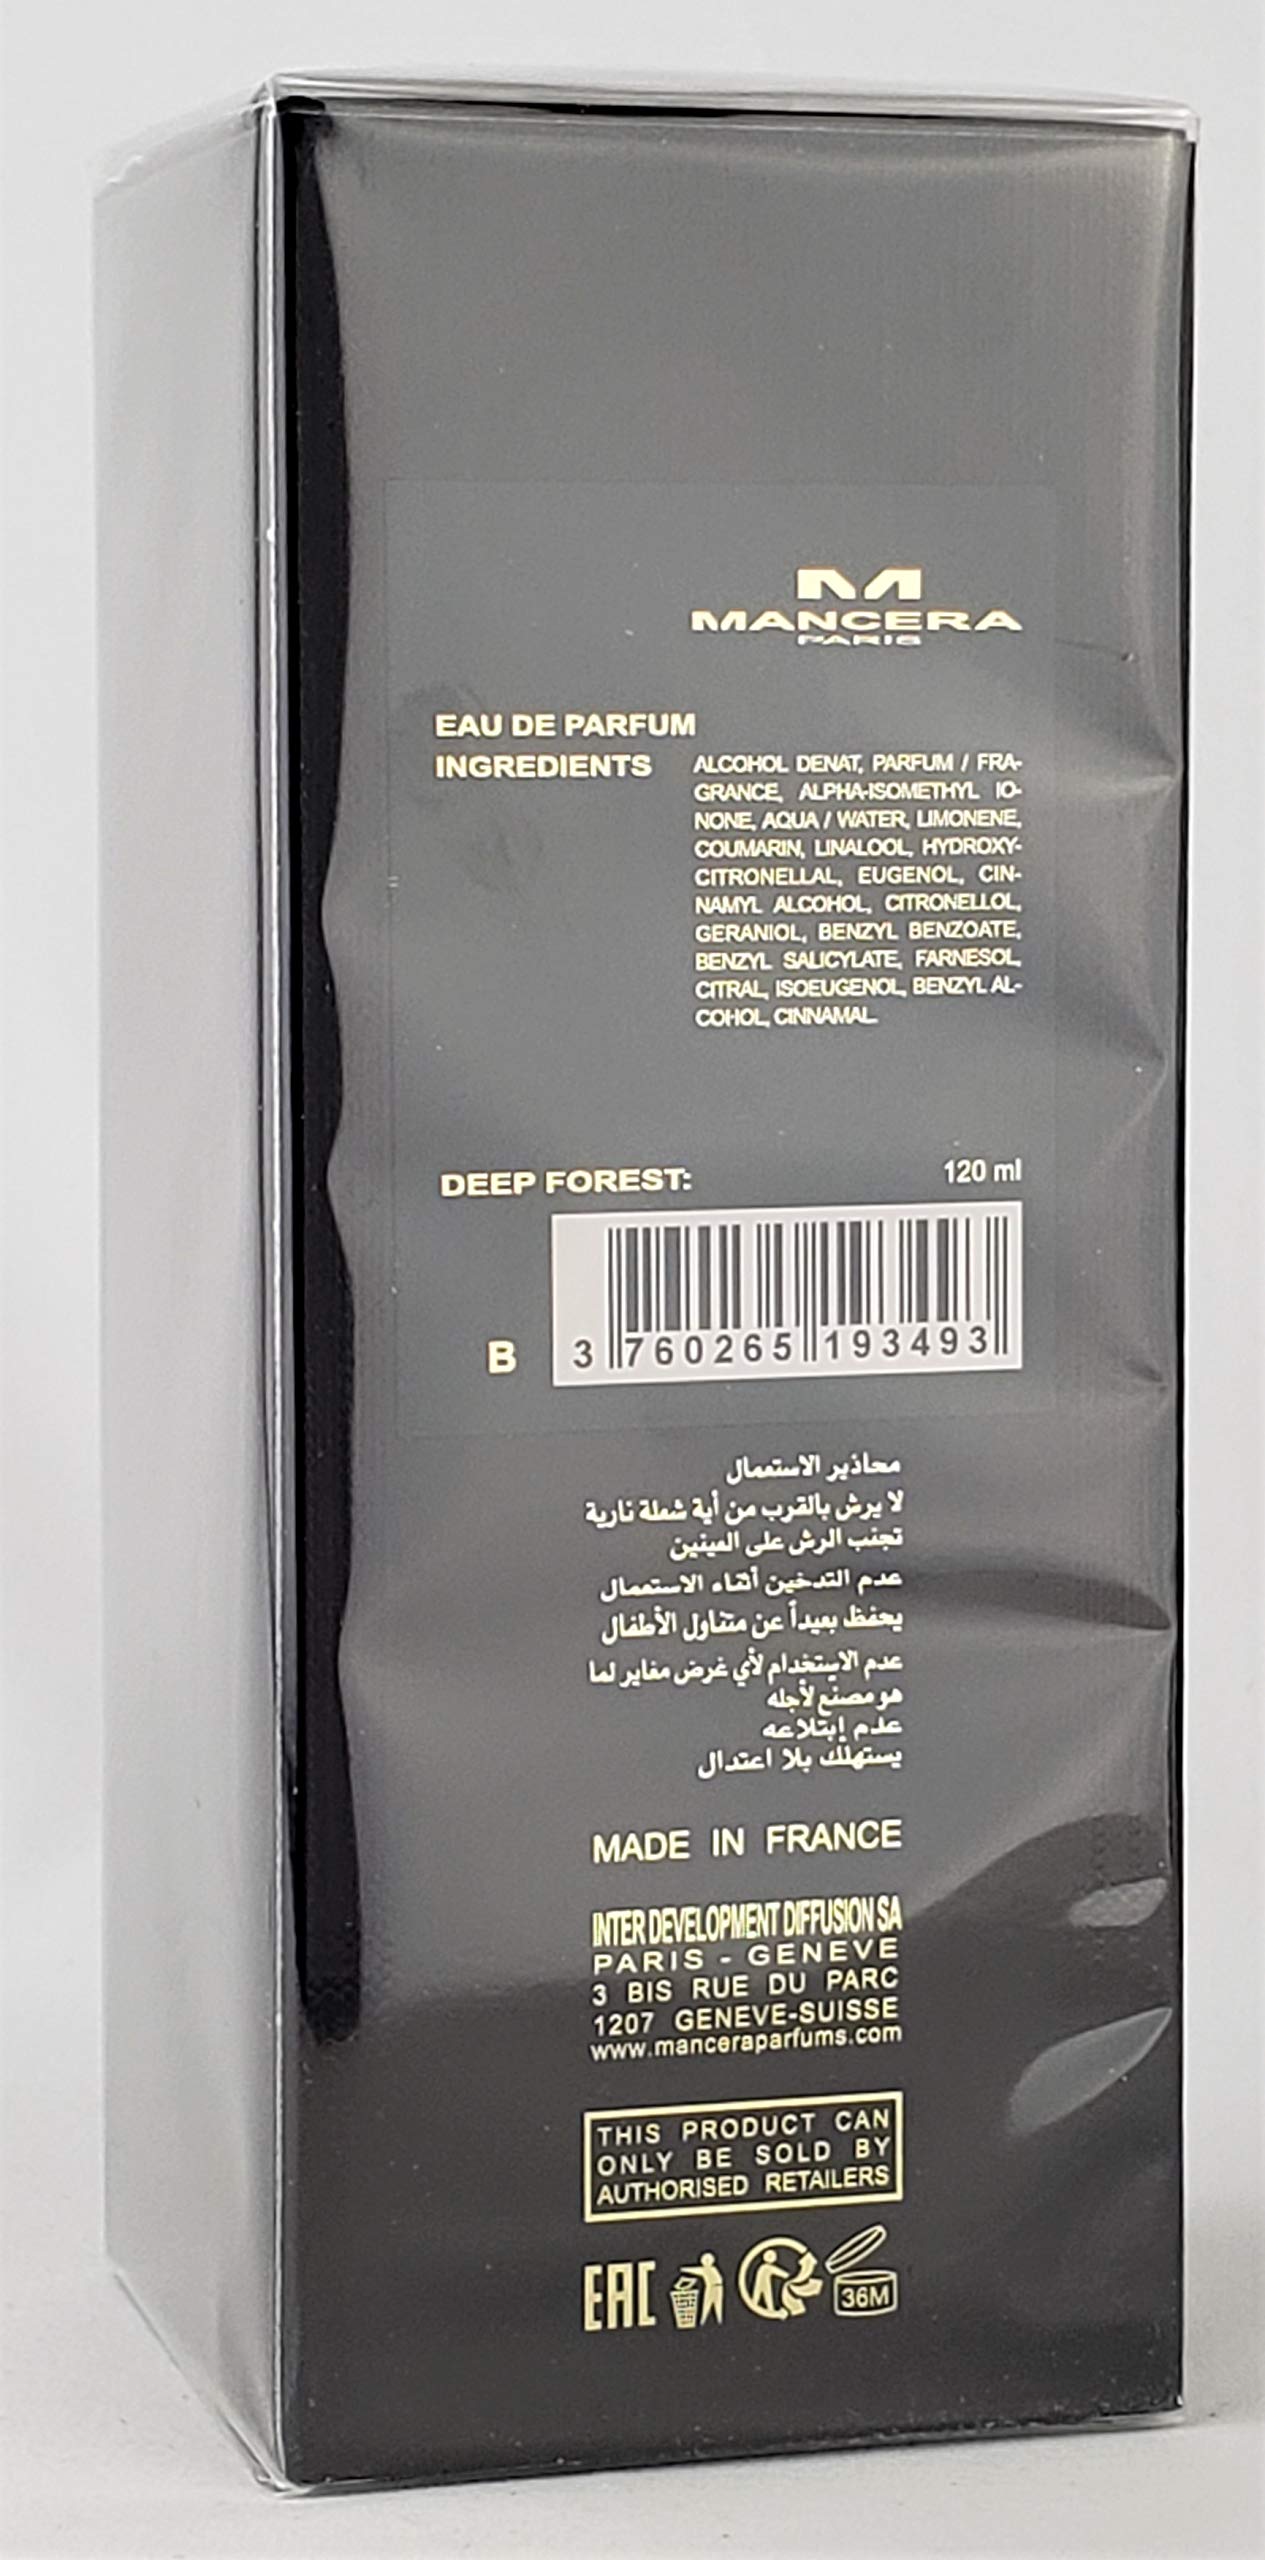 M
MANCERA
PARIS
EAU DE PARFUM
INGREDIENTS
ALCOHOL DENAT, PARFUM / FRA-
GRANCE, ALPHA-ISOMETHYL IO-
NONE, AQUA / WATER, LIMONENE,
COUMARIN, LINALOOL, HYDROXY-
CITRONELLAL, EUGENOL, CIN-
NAMYL ALCOHOL, CITRONELLOL,
GERANIOL, BENZYL BENZOATE,
BENZYL SALICYLATE, FARNESOL,
CITRAL, ISOEUGENOL, BENZYL AL-
COHOL, CINNAMAL.
DEEP FOREST: 120 ml
B 3 760265 193493
محاذير الاستعمال
لا يرش بالقرب من أية شعلة نارية
تجنب الرش على العينين
عدم التدخين أثناء الاستعمال
يحفظ بعيداً عن متناول الأطفال
عدم الاستخدام لأي غرض مغاير لما
هو مصنع لأجله
عدم إبتلاعه
يستهلك بلا اعتدال
MADE IN FRANCE
INTER DEVELOPMENT DIFFUSION SA
PARIS - GENEVE
3 BIS RUE DU PARC
1207 GENEVE-SUISSE
www.manceraparfums.com
THIS PRODUCT CAN
ONLY BE SOLD BY
AUTHORISED RETAILERS
EAC 36M